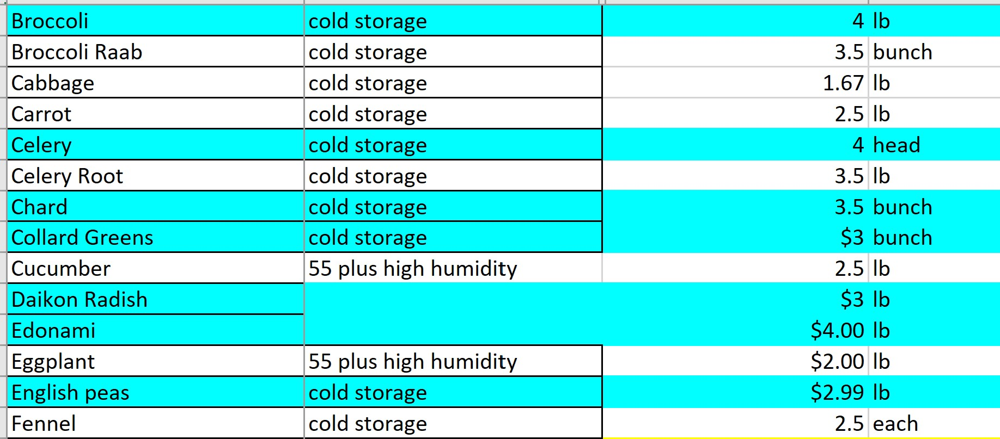 Broccoli cold storage 4 lb
Broccoli Raab cold storage 3.5 bunch
Cabbage cold storage 1.67 lb
Carrot cold storage 2.5 lb
Celery cold storage 4 head
Celery Root cold storage 3.5 lb
Chard cold storage 3.5 bunch
Collard Greens cold storage $3 bunch
Cucumber 55 plus high humidity 2.5 lb
Daikon Radish $3 lb
Edonami $4.00 lb
Eggplant 55 plus high humidity $2.00 lb
English peas cold storage $2.99 lb
Fennel cold storage 2.5 each